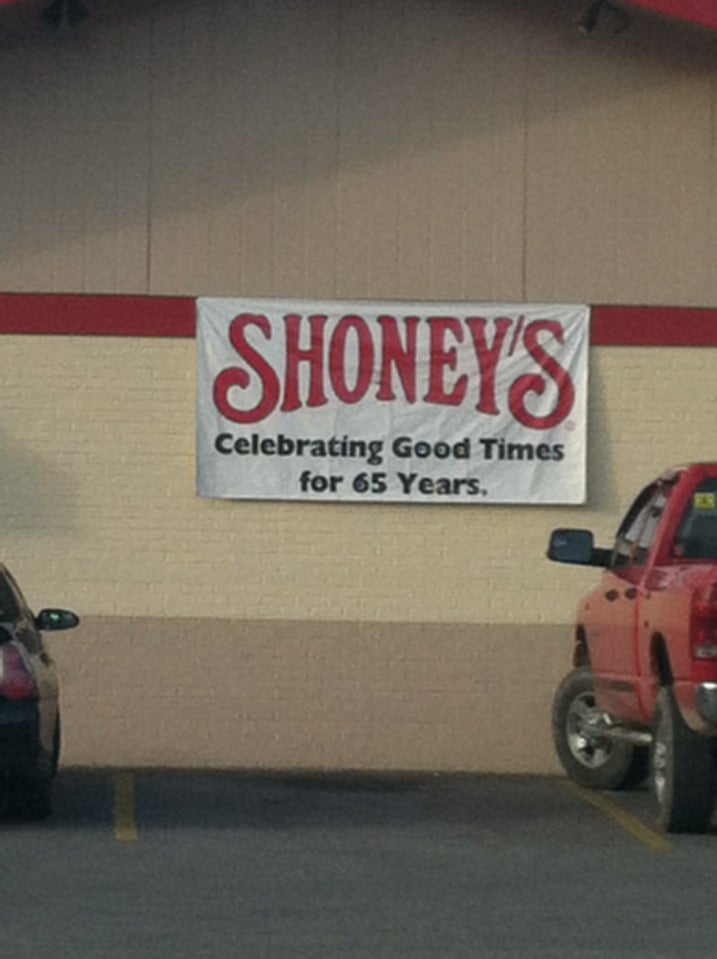 SHONEY'S
Celebrating Good Times
for 65 Years.